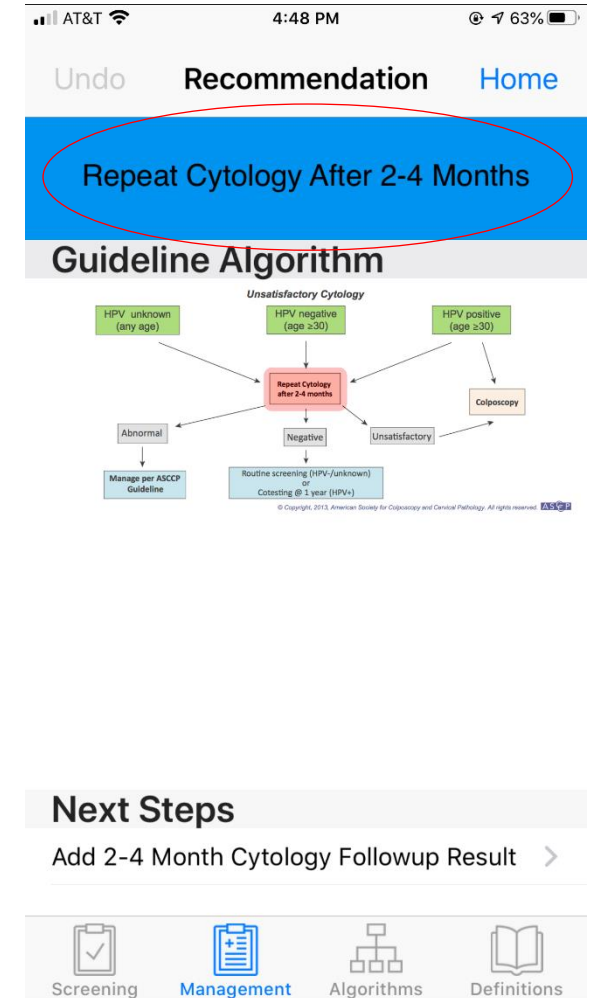 AT&T 4:48 PM 63%
Undo Recommendation Home
Repeat Cytology After 2-4 Months
Guideline Algorithm
Unsatisfactory Cytology
HPV unknown
(any age)
HPV negative
(age ≥30)
HPV positive
(age ≥30)
Repeat Cytology
after 2-4 months
Colposcopy
Abnormal
Negative
Unsatisfactory
Manage per ASCCP
Guideline
Routine screening (HPV-/unknown)
or
Cotesting @ 1 year (HPV+)
© Copyright, 2013, American Society for Colposcopy and Cervical Pathology. All rights reserved. ASCCP
Next Steps
Add 2-4 Month Cytology Followup Result
Screening Management Algorithms Definitions